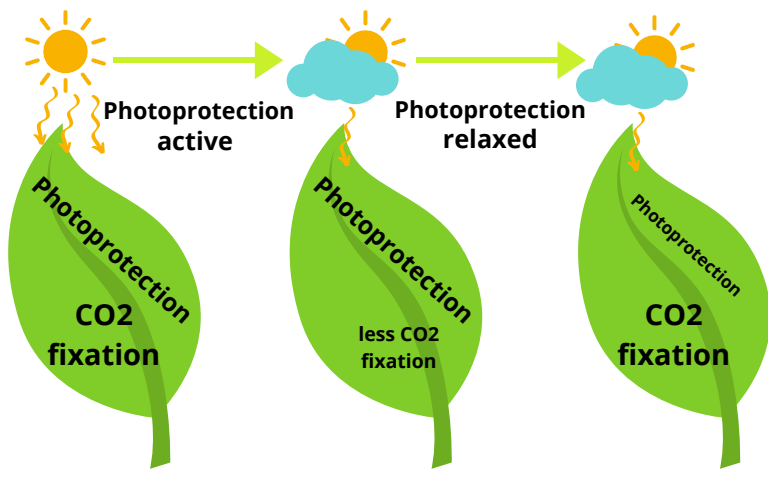 Photoprotection
active
Photoprotection
relaxed
Photoprotection
CO2
fixation
Photoprotection
less CO2
fixation
Photoprotection
CO2
fixation